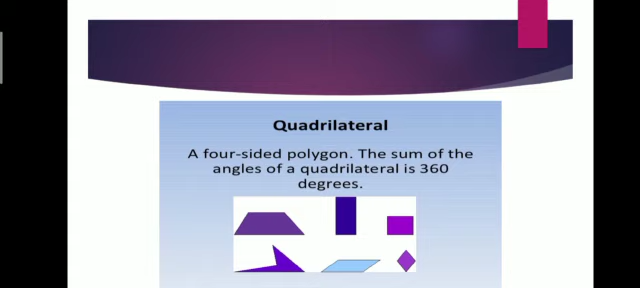 Quadrilateral
A four-sided polygon. The sum of the
angles of a quadrilateral is 360
degrees.